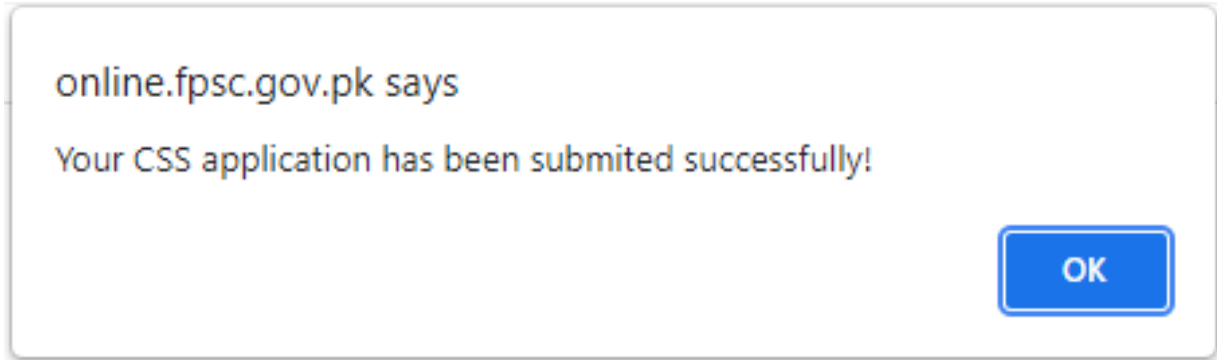 online.fpsc.gov.pk says
Your CSS application has been submited successfully!
OK